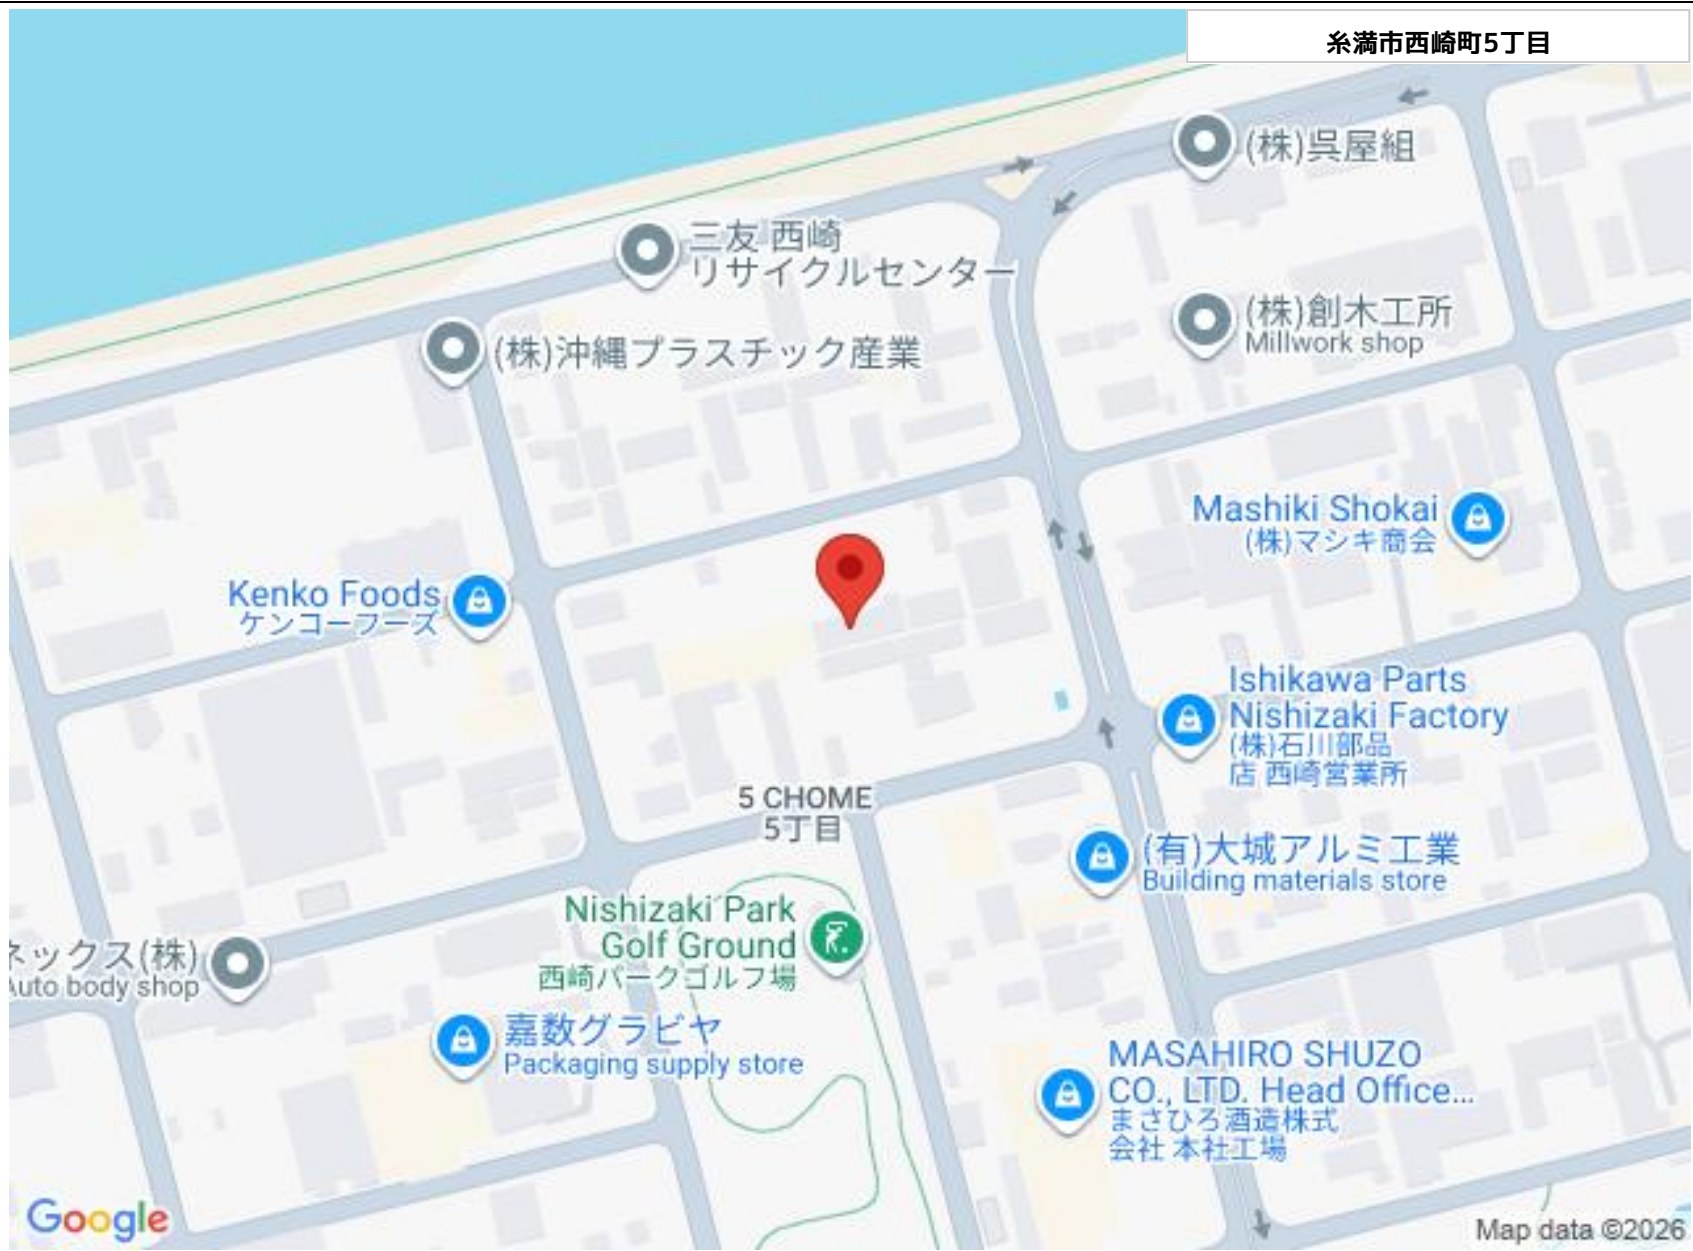 糸満市西崎町5丁目
(株)呉屋組
三友 西崎
リサイクルセンター
(株)創木工所
Millwork shop
(株)沖縄プラスチック産業
Mashiki Shokai
(株)マシキ商会
Kenko Foods
ケンコーフーズ
Ishikawa Parts
Nishizaki Factory
(株)石川部品
店 西崎営業所
5 CHOME
5丁目
(有)大城アルミ工業
Building materials store
Nishizaki Park
Golf Ground
西崎パークゴルフ場
ネックス(株)
Auto body shop
嘉数グラビヤ
Packaging supply store
MASAHIRO SHUZO
CO., LTD. Head Office...
まさひろ酒造株式
会社 本社工場
Google
Map data ©2026